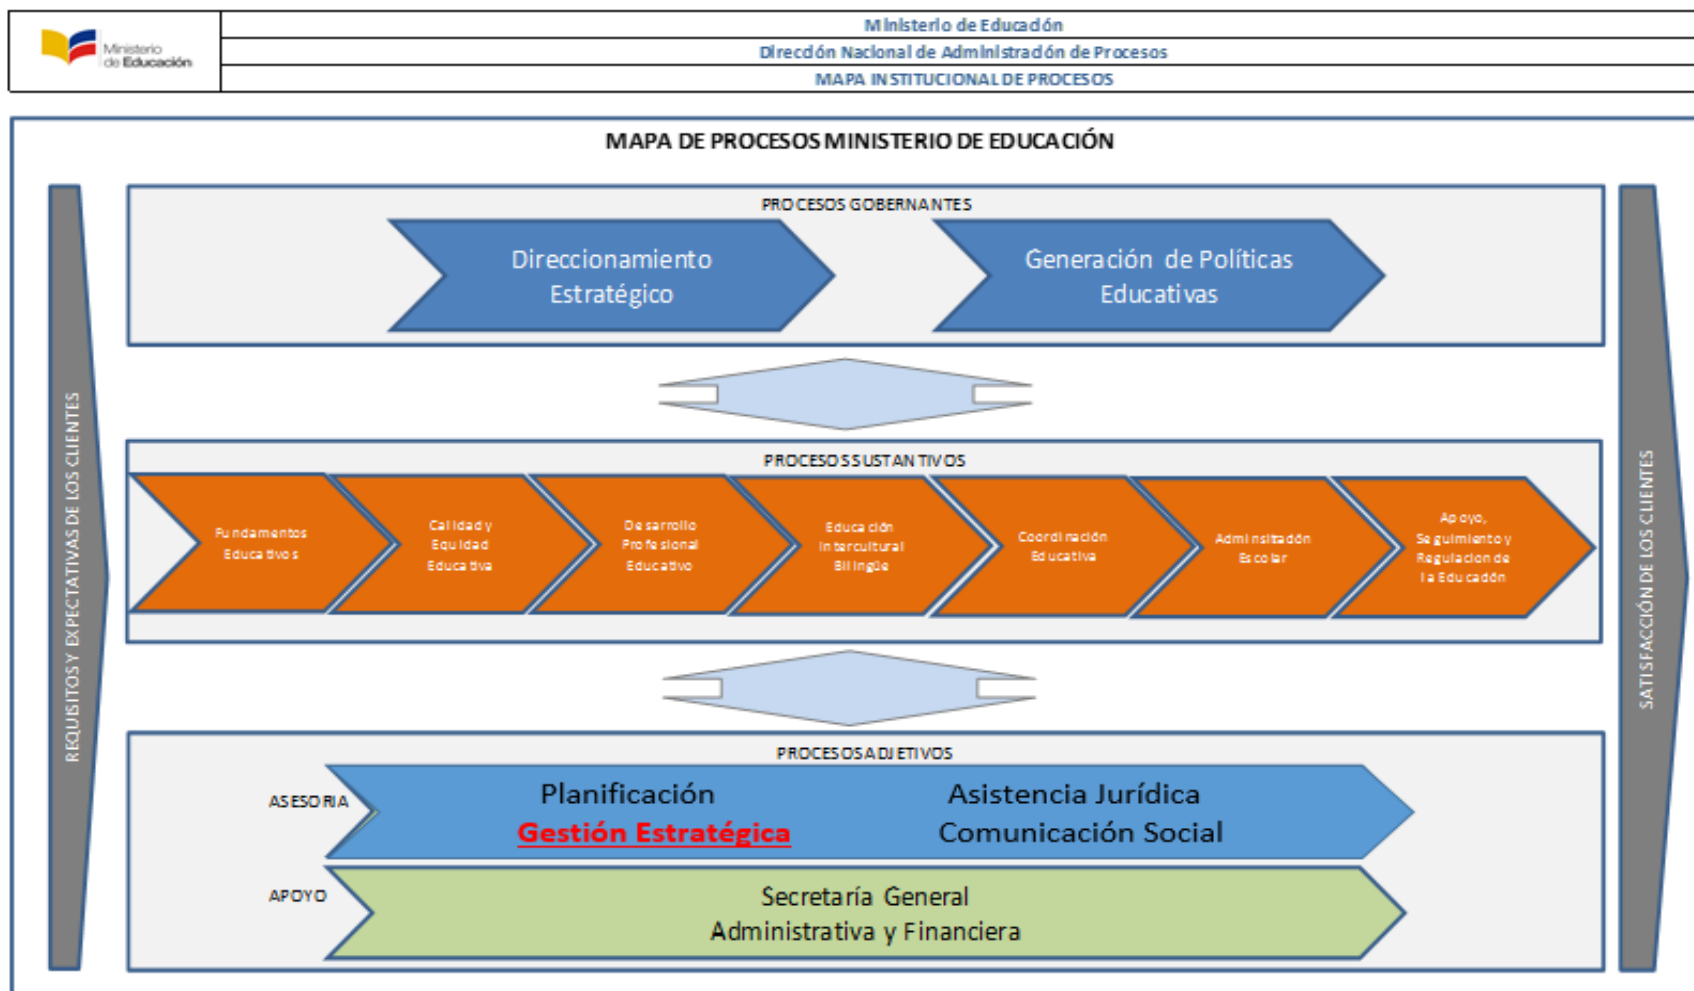 Ministerio
de Educación
Ministerio de Educación
Dirección Nacional de Administración de Procesos
MAPA INSTITUCIONAL DE PROCESOS
MAPA DE PROCESOS MINISTERIO DE EDUCACIÓN
REQUISITOS Y EXPECTATIVAS DE LOS CLIENTES
PROCESOS GOBERNANTES
Direccionamiento
Estratégico
Generación de Políticas
Educativas
PROCESOS SUSTANTIVOS
Fundamentos
Educativos
Calidad y
Equidad
Educativa
Desarrollo
Profesional
Educativo
Educación
Intercultural
Bilingüe
Coordinación
Educativa
Adminsitración
Escolar
Apoyo,
Seguimiento y
Regulacion de
la Educación
PROCESOS ADJETIVOS
ASESORIA
Planificación
Gestión Estratégica
Asistencia Jurídica
Comunicación Social
APOYO
Secretaría General
Administrativa y Financiera
SATISFACCIÓN DE LOS CLIENTES